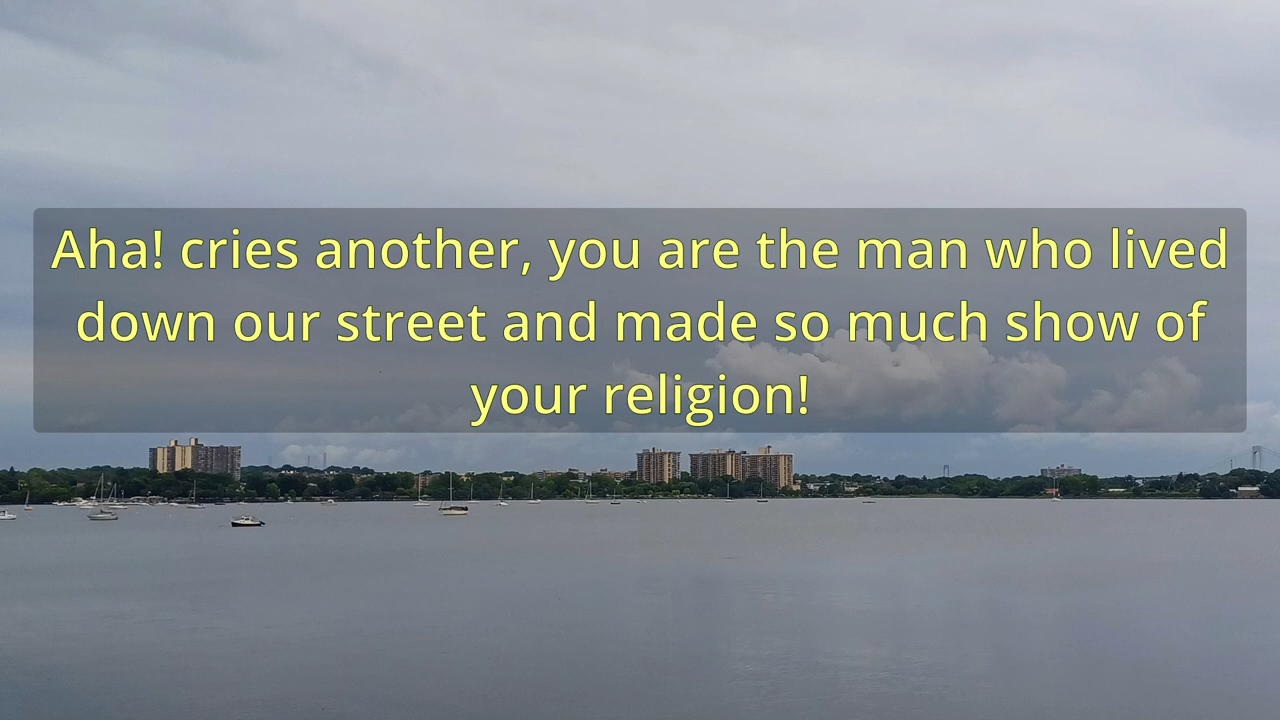 Aha! cries another, you are the man who lived
down our street and made so much show of
your religion!